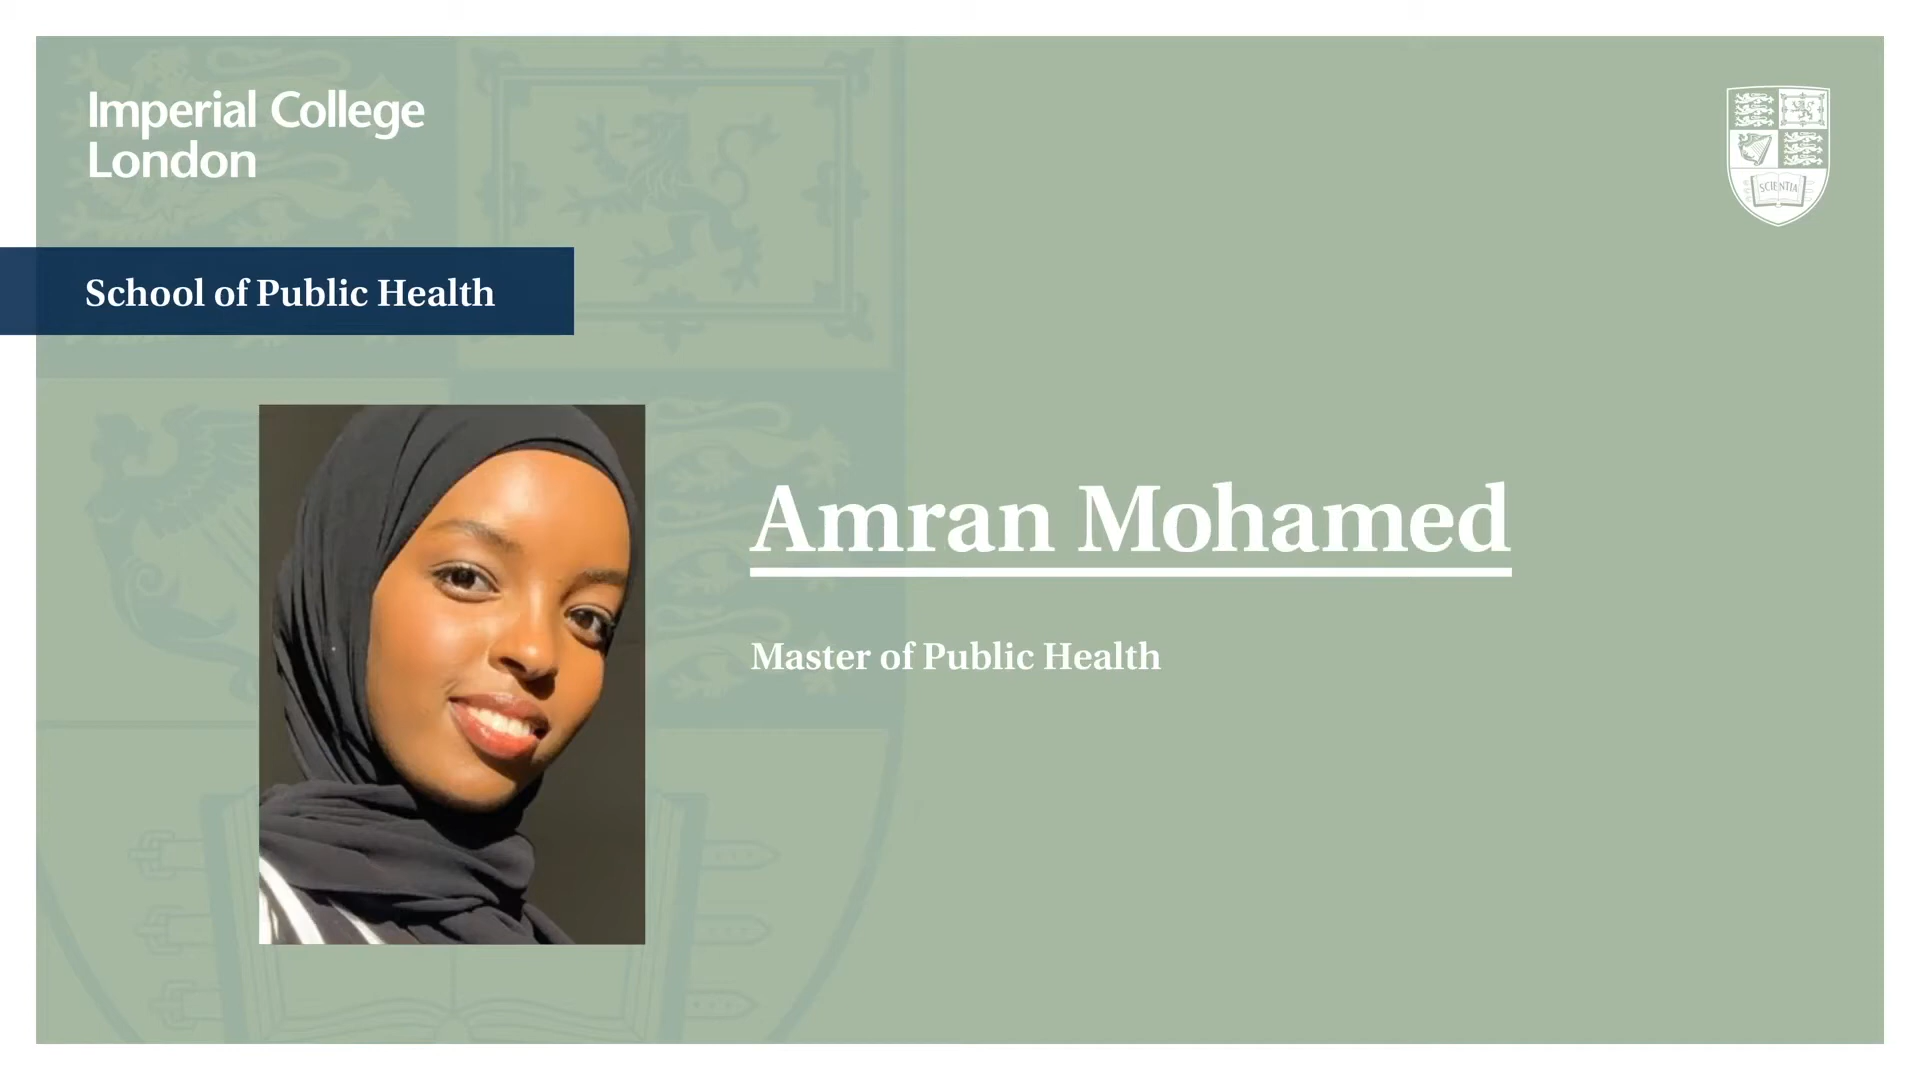 Imperial College
London
School of Public Health
Amran Mohamed
Master of Public Health
SCIENTIA